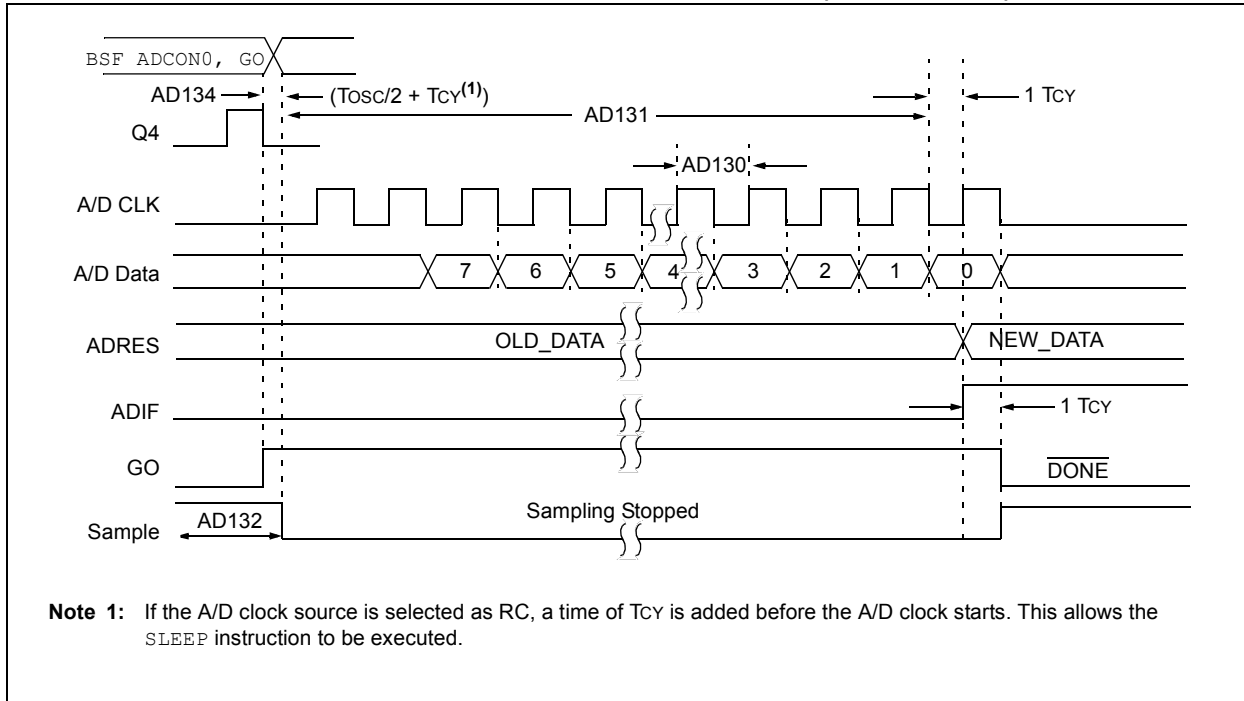 BSF ADCON0, GO
AD134
(TOSC/2 + TCY(1))
1 TCY
AD131
Q4
AD130
A/D CLK
A/D Data
7 6 5 4 3 2 1 0
ADRES
OLD_DATA
NEW_DATA
ADIF
1 TCY
GO
DONE
Sample
AD132
Sampling Stopped
Note 1: If the A/D clock source is selected as RC, a time of TCY is added before the A/D clock starts. This allows the
SLEEP instruction to be executed.